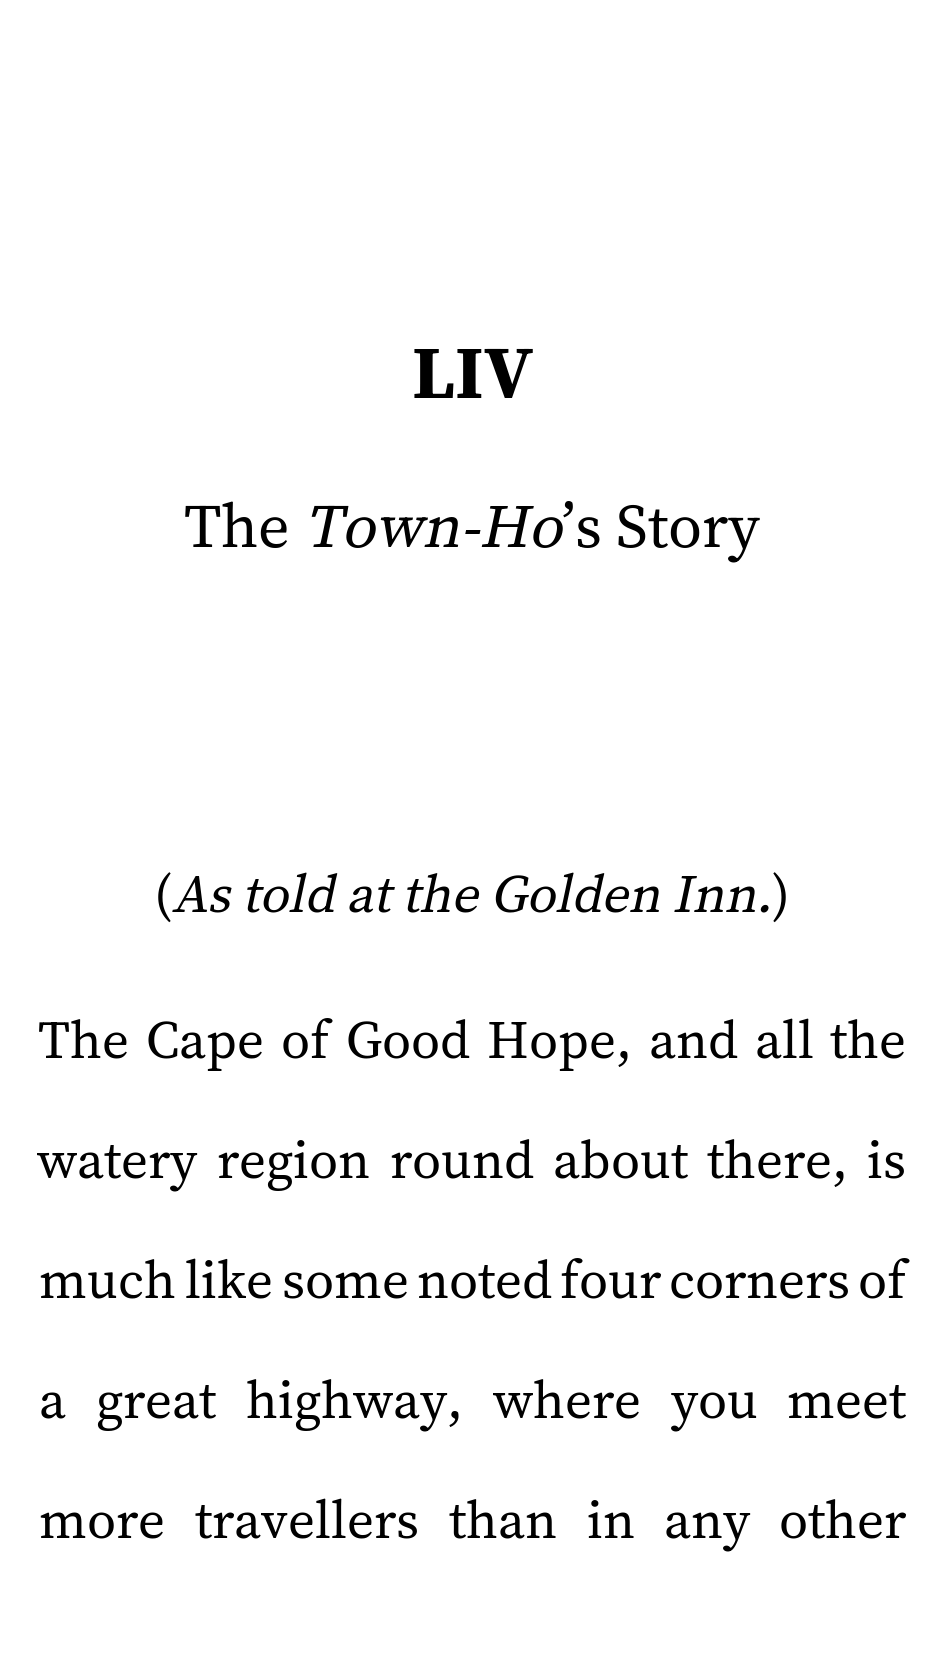 LIV
The Town-Ho’s Story
(As told at the Golden Inn.)
The Cape of Good Hope, and all the
watery region round about there, is
much like some noted four corners of
a great highway, where you meet
more travellers than in any other